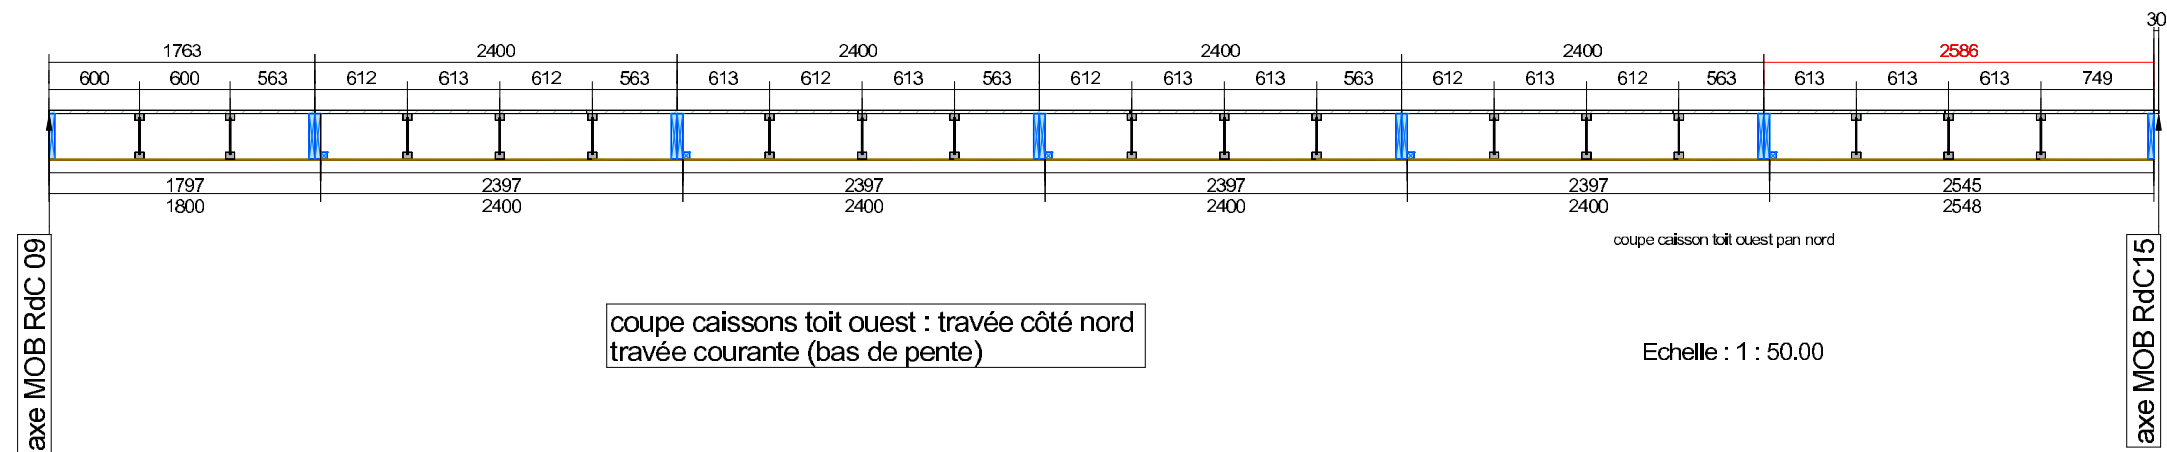 30
1763 2400 2400 2400 2400 2586
600 600 563 612 613 612 563 613 612 613 563 612 613 613 563 612 613 612 563 613 613 613 749
1797 2397 2397 2397 2397 2545
1800 2400 2400 2400 2400 2548
coupe caisson toit ouest pan nord
axe MOB RdC 09
axe MOB RdC15
coupe caissons toit ouest : travée côté nord
travée courante (bas de pente)
Echelle : 1 : 50.00